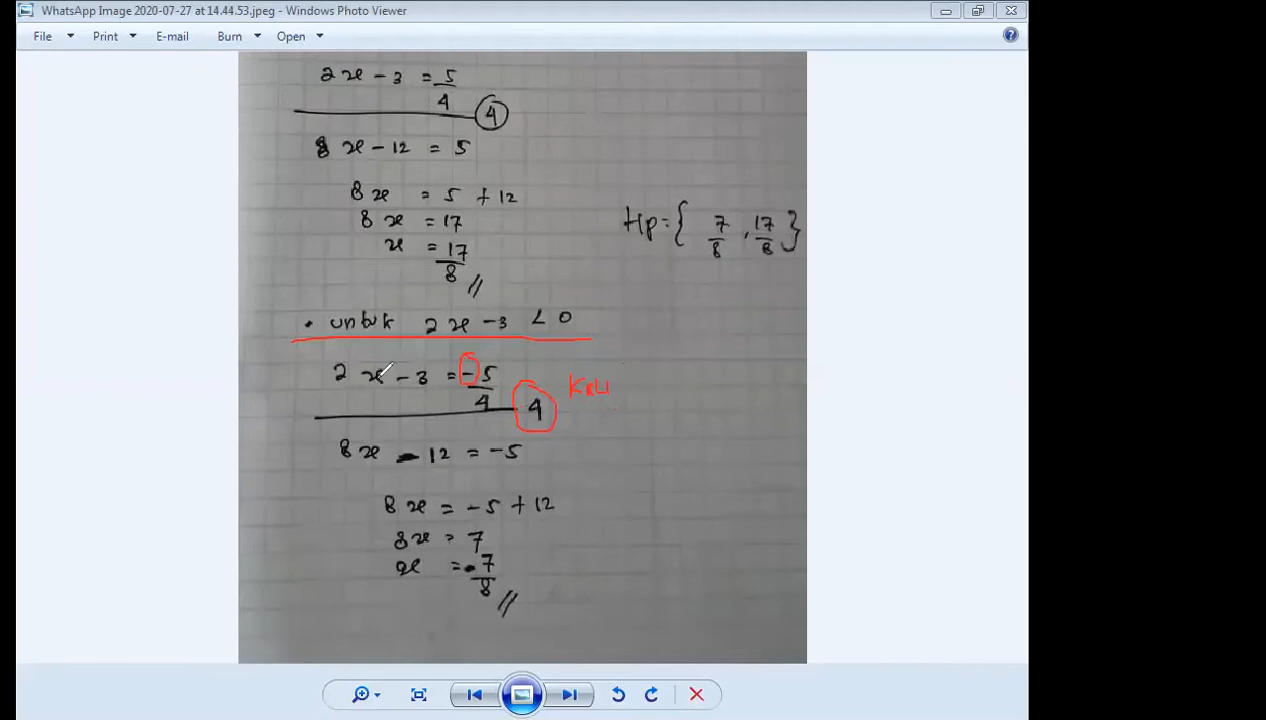 WhatsApp Image 2020-07-27 at 14.44.53.jpeg - Windows Photo Viewer
File Print E-mail Burn Open
2x - 3 = 5/4
4
8x - 12 = 5
8x = 5 + 12
8x = 17
x = 17/8 //
Hp = { 7/8 , 17/8 }
• untuk 2x - 3 < 0
2x - 3 = -5/4
4 KALI
8x - 12 = -5
8x = -5 + 12
8x = 7
x = 7/8 //